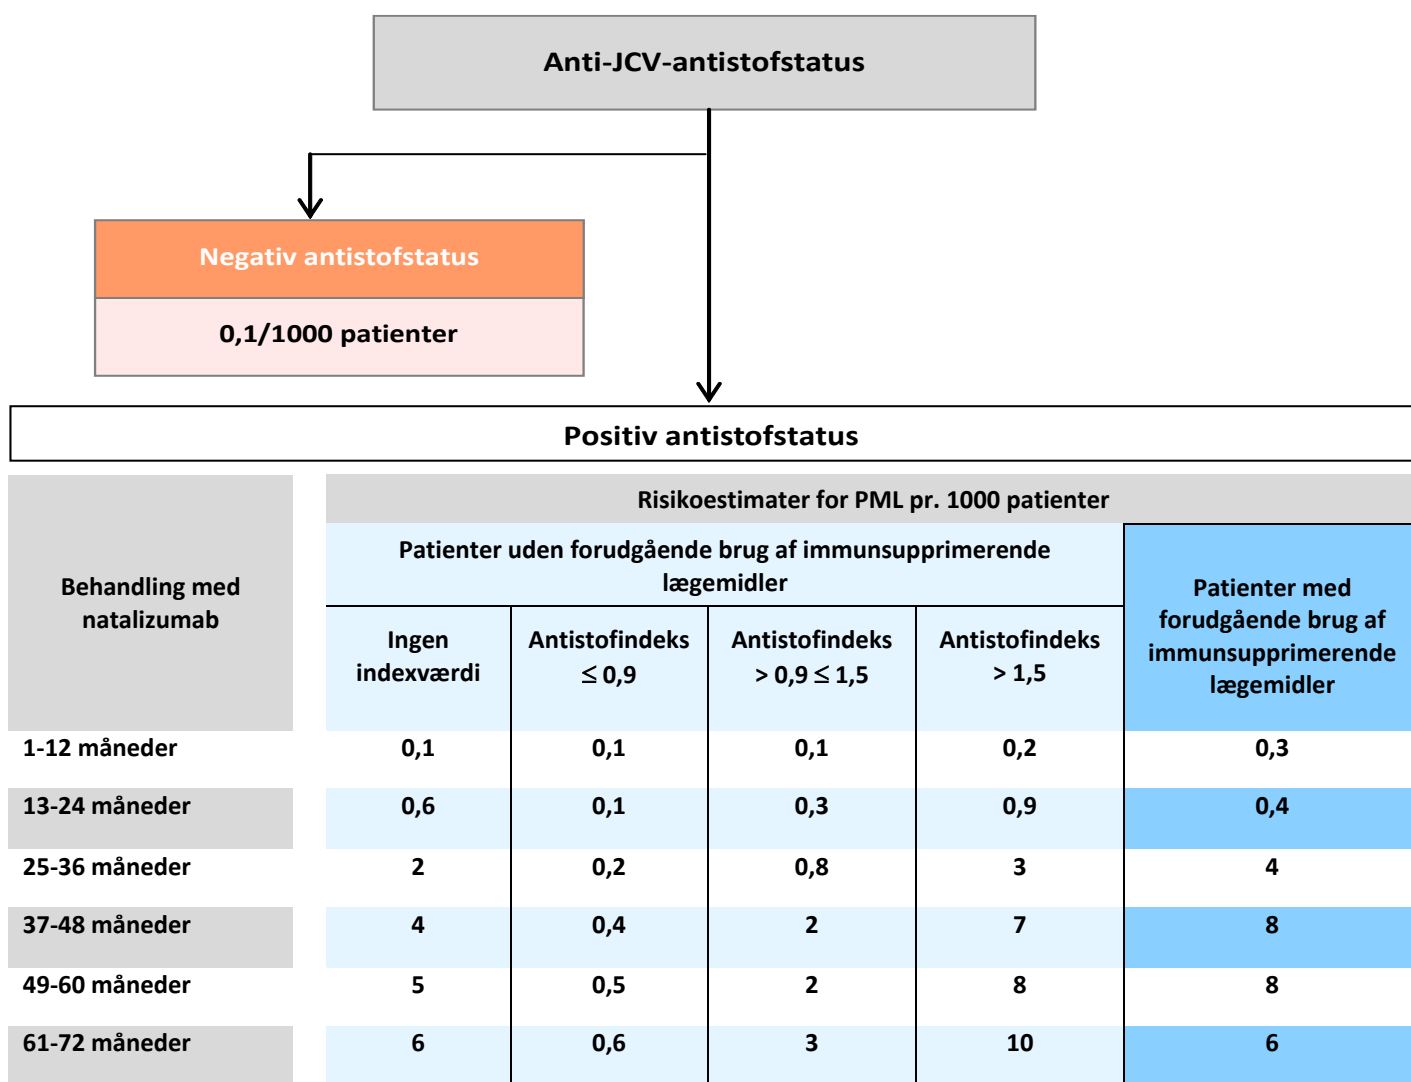 Anti-JCV-antistofstatus
Negativ antistofstatus
0,1/1000 patienter
Positiv antistofstatus
Behandling med
natalizumab
Risikoestimater for PML pr. 1000 patienter
Patienter uden forudgående brug af immunsupprimerende
lægemidler
Patienter med
forudgående brug af
immunsupprimerende
lægemidler
Ingen
indexværdi
Antistofindeks
≤ 0,9
Antistofindeks
> 0,9 ≤ 1,5
Antistofindeks
> 1,5
1-12 måneder 0,1 0,1 0,1 0,2 0,3
13-24 måneder 0,6 0,1 0,3 0,9 0,4
25-36 måneder 2 0,2 0,8 3 4
37-48 måneder 4 0,4 2 7 8
49-60 måneder 5 0,5 2 8 8
61-72 måneder 6 0,6 3 10 6